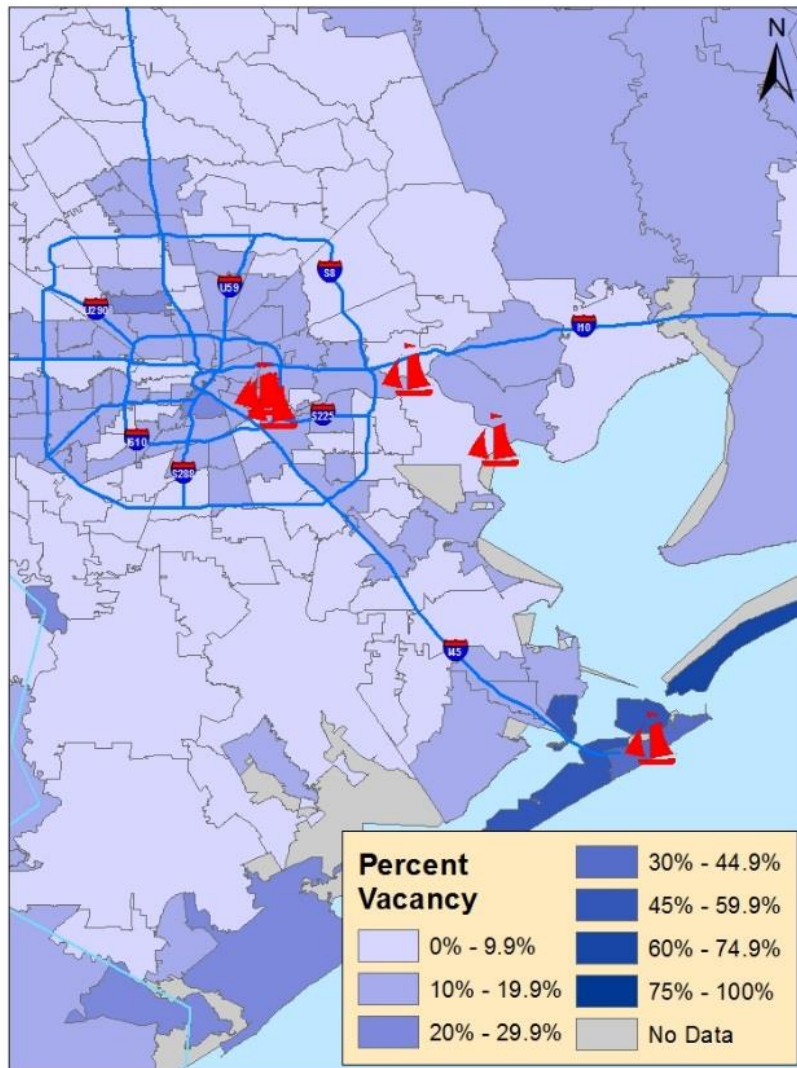 N
U59
S8
U290
I10
S225
I610
S288
I45
Percent
Vacancy
0% - 9.9%
10% - 19.9%
20% - 29.9%
30% - 44.9%
45% - 59.9%
60% - 74.9%
75% - 100%
No Data